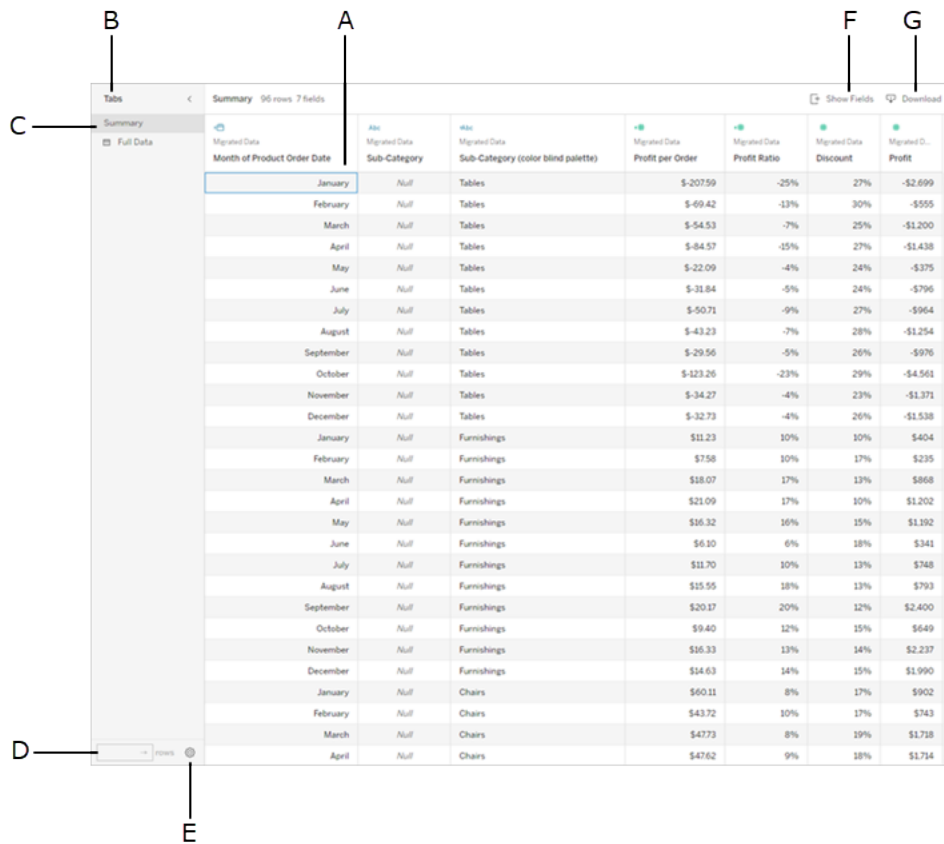 B A F G
Tabs < Summary 96 rows 7 fields Show Fields Download
C Summary
Full Data
Abc =Abc
Migrated Data Migrated Data Migrated Data Migrated Data Migrated Data Migrated Data Migrated D...
Month of Product Order Date Sub-Category Sub-Category (color blind palette) Profit per Order Profit Ratio Discount Profit
January Null Tables $-207.59 -25% 27% -$2,699
February Null Tables $-69.42 -13% 30% -$555
March Null Tables $-54.53 -7% 25% -$1,200
April Null Tables $-84.57 -15% 27% -$1,438
May Null Tables $-22.09 -4% 24% -$375
June Null Tables $-31.84 -5% 24% -$796
July Null Tables $-50.71 -9% 27% -$964
August Null Tables $-43.23 -7% 28% -$1,254
September Null Tables $-29.56 -5% 26% -$976
October Null Tables $-123.26 -23% 29% -$4,561
November Null Tables $-34.27 -4% 23% -$1,371
December Null Tables $-32.73 -4% 26% -$1,538
January Null Furnishings $11.23 10% 10% $404
February Null Furnishings $7.58 10% 17% $235
March Null Furnishings $18.07 17% 13% $868
April Null Furnishings $21.09 17% 10% $1,202
May Null Furnishings $16.32 16% 15% $1,192
June Null Furnishings $6.10 6% 18% $341
July Null Furnishings $11.70 10% 13% $748
August Null Furnishings $15.55 18% 13% $793
September Null Furnishings $20.17 20% 12% $2,400
October Null Furnishings $9.40 12% 15% $649
November Null Furnishings $16.33 13% 14% $2,237
December Null Furnishings $14.63 14% 15% $1,990
January Null Chairs $60.11 8% 17% $902
February Null Chairs $43.72 10% 17% $743
March Null Chairs $47.73 8% 19% $1,718
D → rows April Null Chairs $47.62 9% 18% $1,714
E